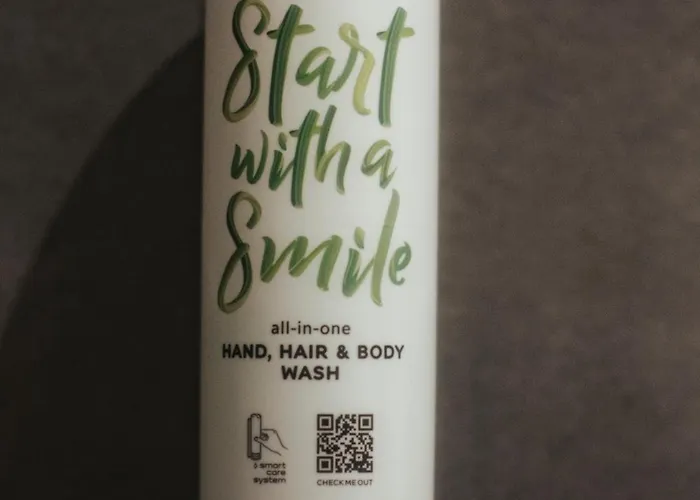 Start
with a
Smile
all-in-one
HAND, HAIR & BODY
WASH
smart
care
system
CHECK ME OUT